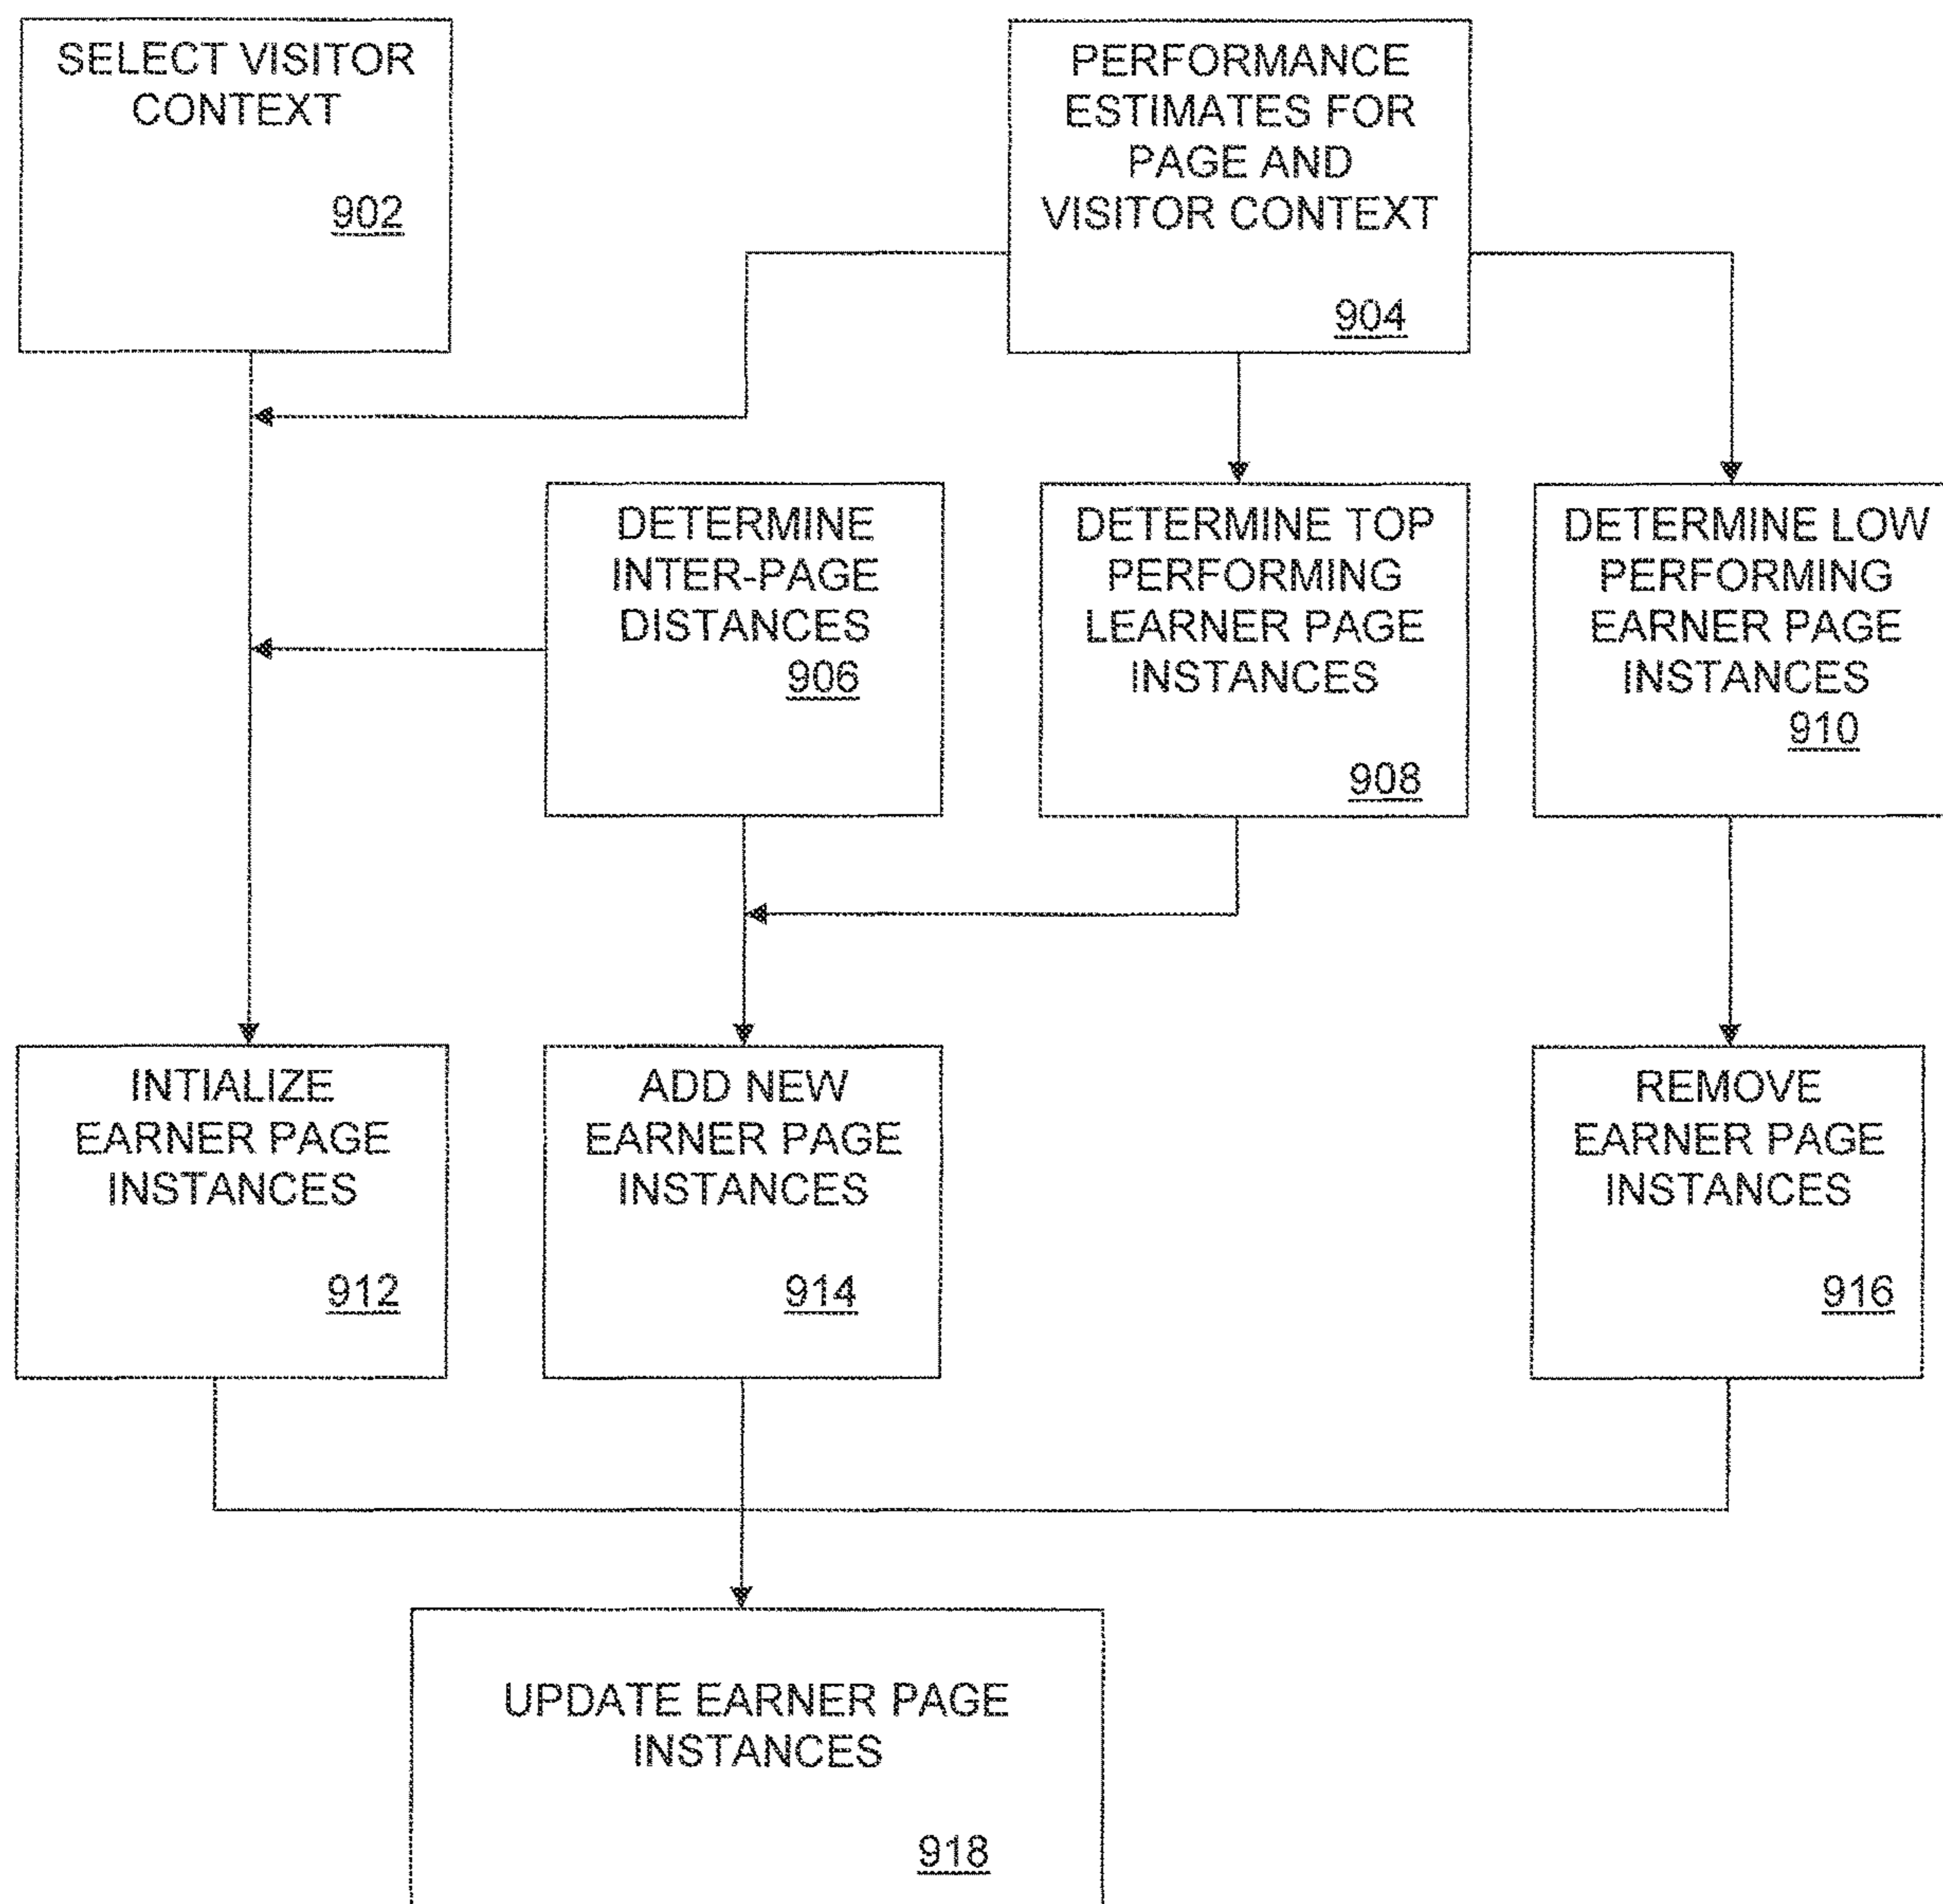 SELECT VISITOR
CONTEXT
902
PERFORMANCE
ESTIMATES FOR
PAGE AND
VISITOR CONTEXT
904
DETERMINE
INTER-PAGE
DISTANCES
906
DETERMINE TOP
PERFORMING
LEARNER PAGE
INSTANCES
908
DETERMINE LOW
PERFORMING
EARNER PAGE
INSTANCES
910
INTIALIZE
EARNER PAGE
INSTANCES
912
ADD NEW
EARNER PAGE
INSTANCES
914
REMOVE
EARNER PAGE
INSTANCES
916
UPDATE EARNER PAGE
INSTANCES
918